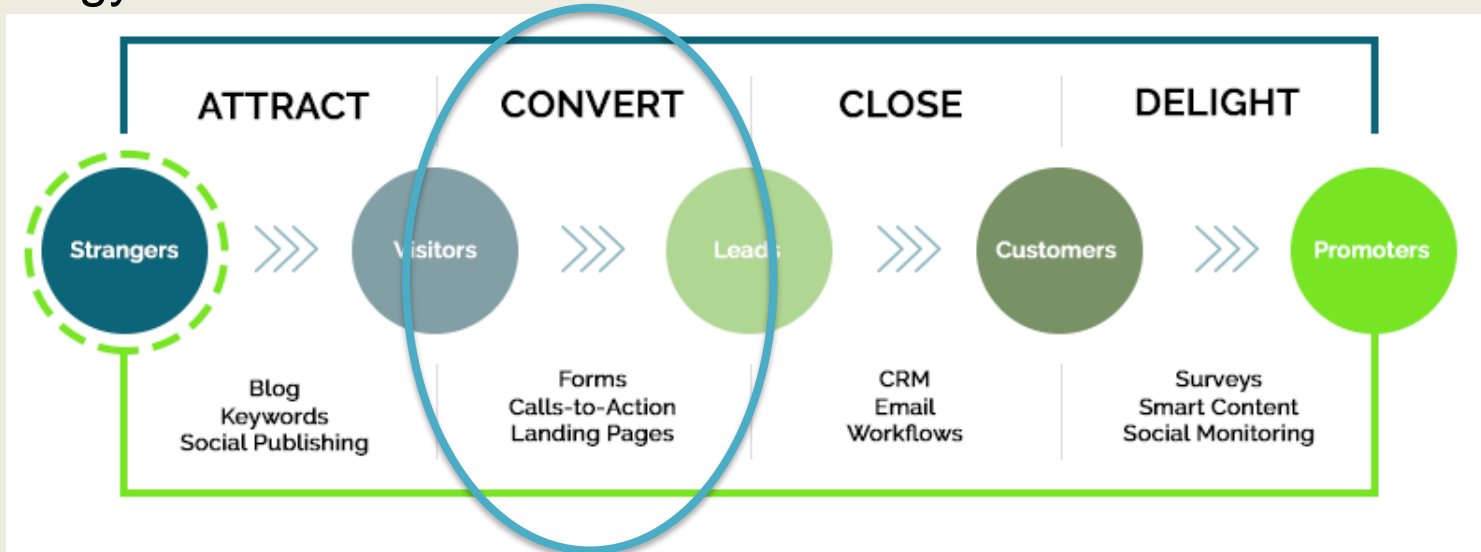 gy
ATTRACT
CONVERT
CLOSE
DELIGHT
Strangers
Visitors
Leads
Customers
Promoters
Blog
Keywords
Social Publishing
Forms
Calls-to-Action
Landing Pages
CRM
Email
Workflows
Surveys
Smart Content
Social Monitoring